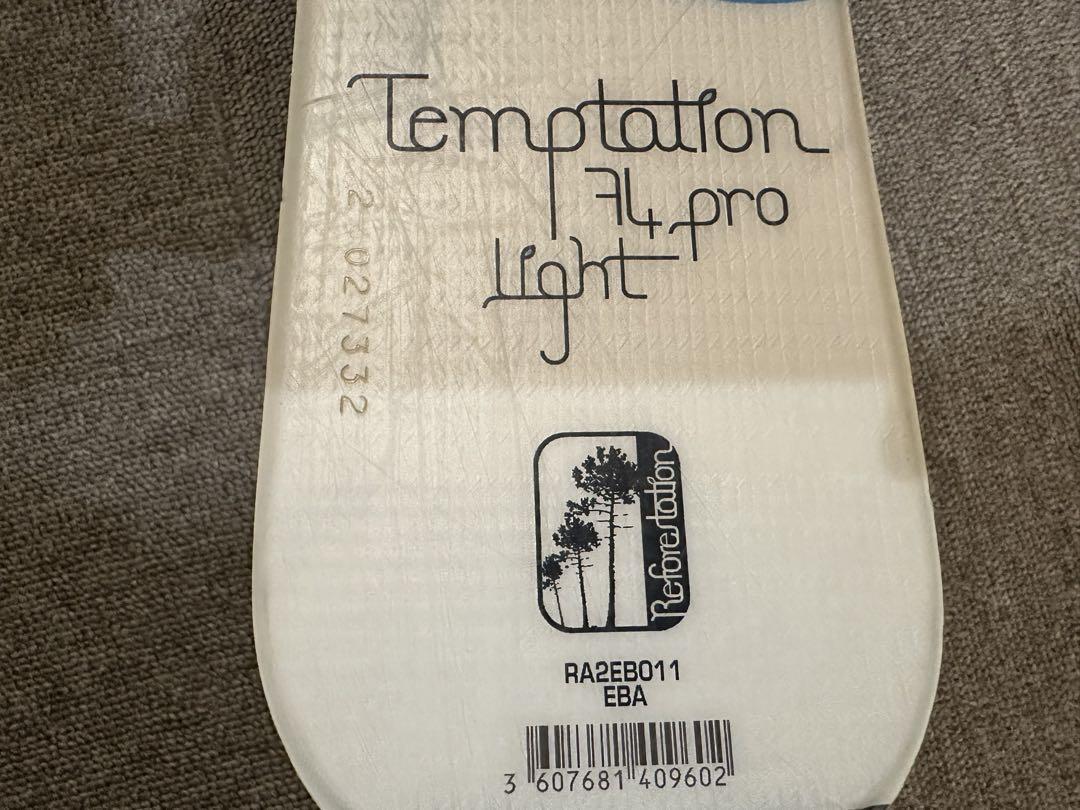 Temptation
74 pro
light
2 027332
Reforestation
RA2EB011
EBA
3 607681 409602